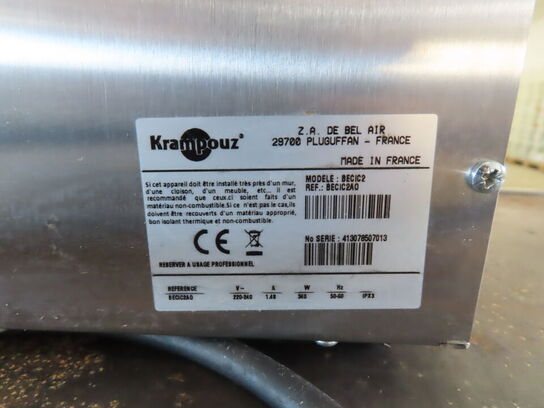 Krampouz
Z.A. DE BEL AIR
29700 PLUGUFFAN - FRANCE
MADE IN FRANCE
Si cet appareil doit être installé très près d'un mur,
d'une cloison, d'un meuble, etc... il est
recommandé que ceux-ci soient faits d'un
matériau non-combustible. Si ce n'est pas le cas,ils
doivent être recouverts d'un matériau approprié,
bon isolant thermique et non-combustible.
MODELE : BECIC2
REF.: BECIC2AO
No SERIE : 413078507013
CE
RESERVER A USAGE PROFESSIONNEL
REFERENCE V~ A W Hz
BECIC2AO 220-240 1.48 50-60 IPX3